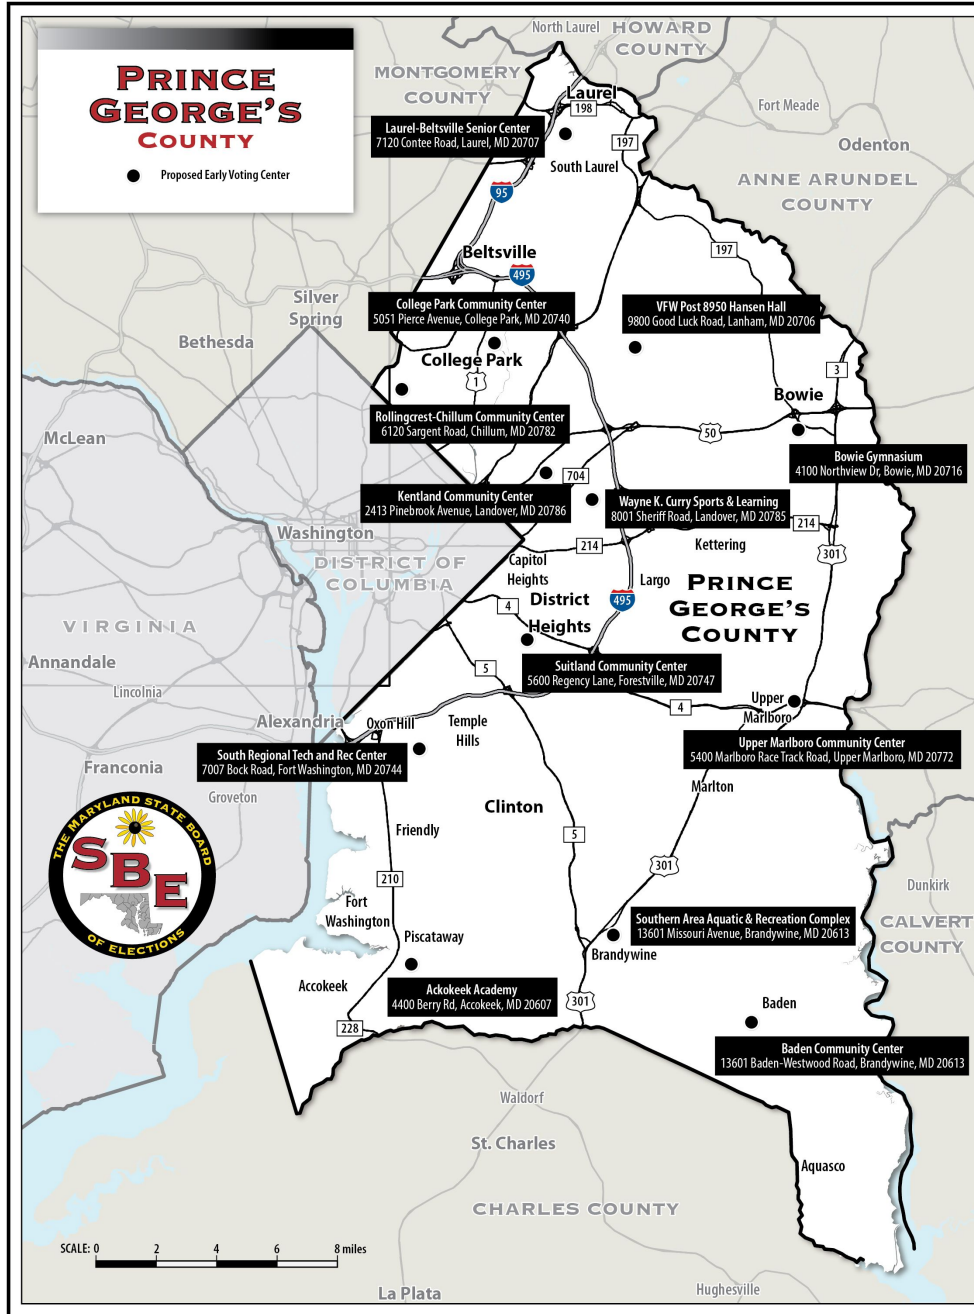 PRINCE
GEORGE'S
COUNTY
Proposed Early Voting Center
North Laurel
HOWARD
COUNTY
MONTGOMERY
COUNTY
Laurel
198
Fort Meade
Laurel-Beltsville Senior Center
7120 Contee Road, Laurel, MD 20707
197
Odenton
South Laurel
ANNE ARUNDEL
COUNTY
95
197
Beltsville
495
Silver
Spring
College Park Community Center
5051 Pierce Avenue, College Park, MD 20740
VFW Post 8950 Hansen Hall
9800 Good Luck Road, Lanham, MD 20706
Bethesda
College Park
1
3
Bowie
Rollingcrest-Chillum Community Center
6120 Sargent Road, Chillum, MD 20782
50
McLean
Bowie Gymnasium
4100 Northview Dr, Bowie, MD 20716
704
Kentland Community Center
2413 Pinebrook Avenue, Landover, MD 20786
Wayne K. Curry Sports & Learning
8001 Sheriff Road, Landover, MD 20785
214
Washington
214
Kettering
301
DISTRICT OF
COLUMBIA
Capitol
Heights
Largo
PRINCE
GEORGE'S
COUNTY
495
District
Heights
4
VIRGINIA
Annandale
5
Suitland Community Center
5600 Regency Lane, Forestville, MD 20747
Lincolnia
4
Upper
Marlboro
Alexandria
Oxon Hill
Temple
Hills
South Regional Tech and Rec Center
7007 Bock Road, Fort Washington, MD 20744
Upper Marlboro Community Center
5400 Marlboro Race Track Road, Upper Marlboro, MD 20772
Franconia
Groveton
Marlton
Clinton
THE MARYLAND STATE BOARD
SBE
OF ELECTIONS
Friendly
5
301
210
Dunkirk
Fort
Washington
Southern Area Aquatic & Recreation Complex
13601 Missouri Avenue, Brandywine, MD 20613
CALVERT
COUNTY
Piscataway
Brandywine
Accokeek
Ackokeek Academy
4400 Berry Rd, Accokeek, MD 20607
301
Baden
228
Baden Community Center
13601 Baden-Westwood Road, Brandywine, MD 20613
Waldorf
St. Charles
Aquasco
CHARLES COUNTY
SCALE: 0 2 4 6 8 miles
La Plata
Hughesville